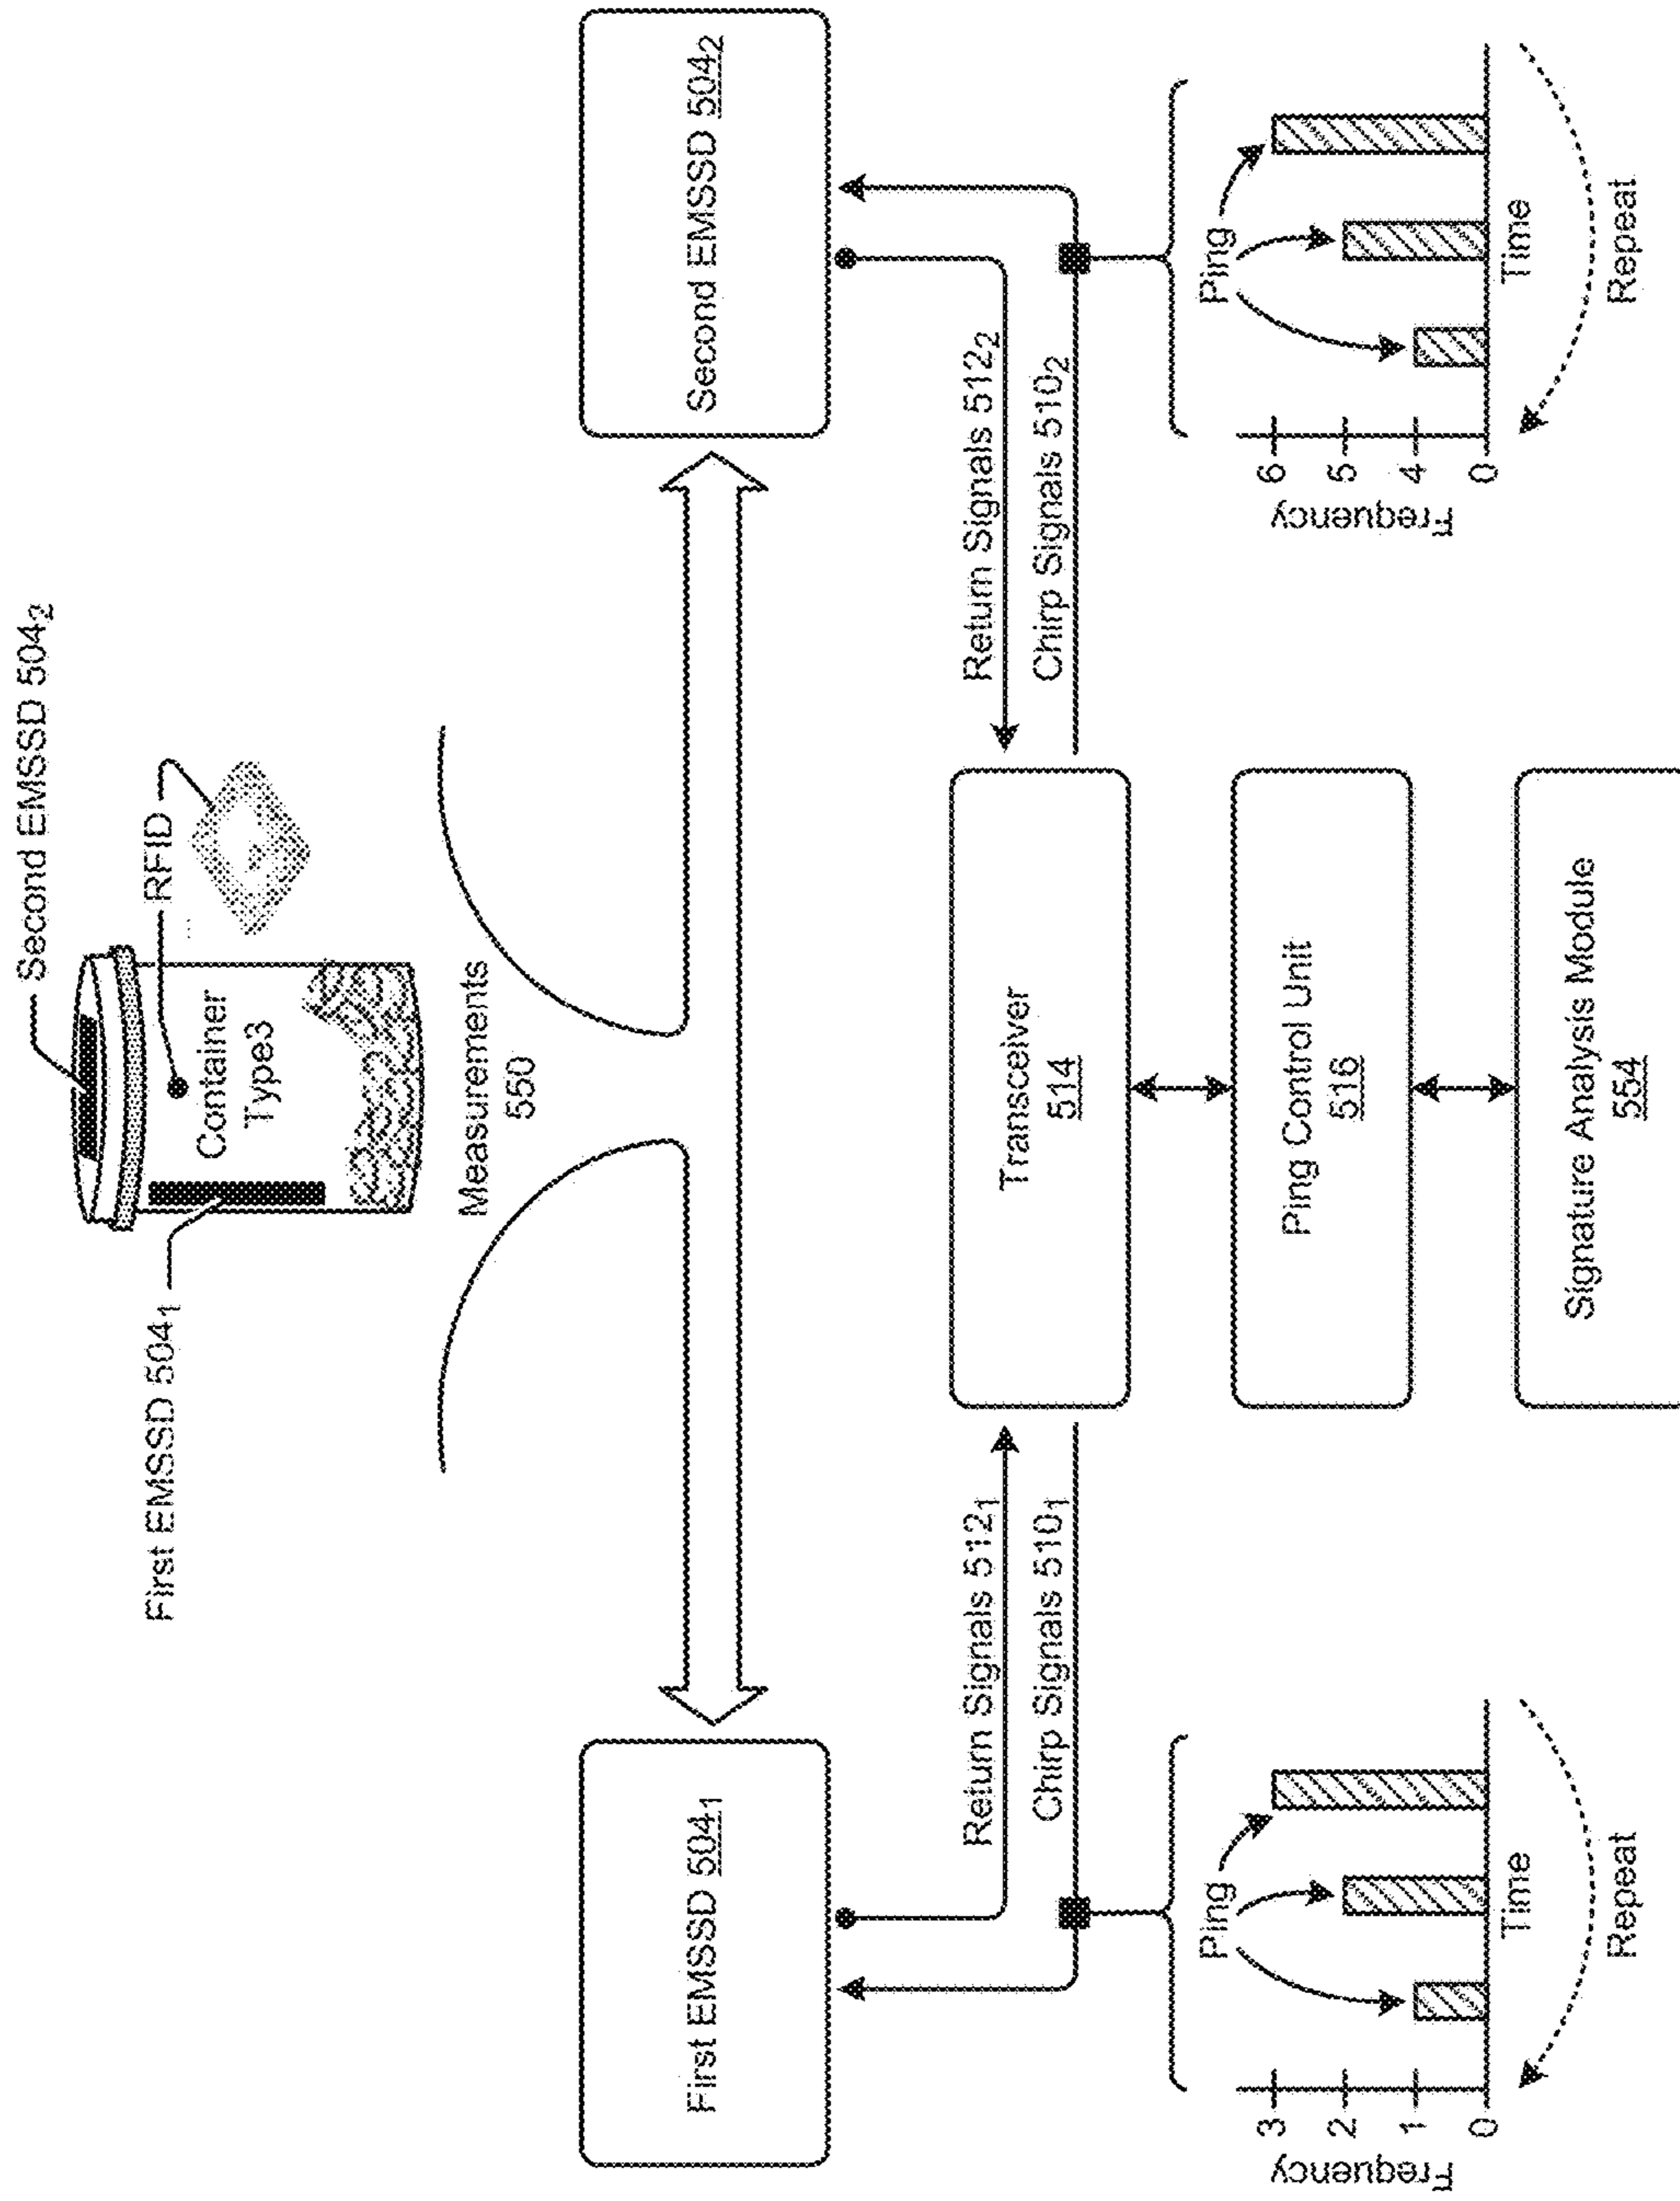 Second EMSSD 504₂
First EMSSD 504₁
RFID
Container
Type3
Measurements
550
First EMSSD 504₁
Second EMSSD 504₂
Return Signals 512₁
Chirp Signals 510₁
Return Signals 512₂
Chirp Signals 510₂
Transceiver
514
Ping Control Unit
516
Signature Analysis Module
554
Frequency
3
2
1
0
Ping
Time
Repeat
Frequency
6
5
4
0
Ping
Time
Repeat